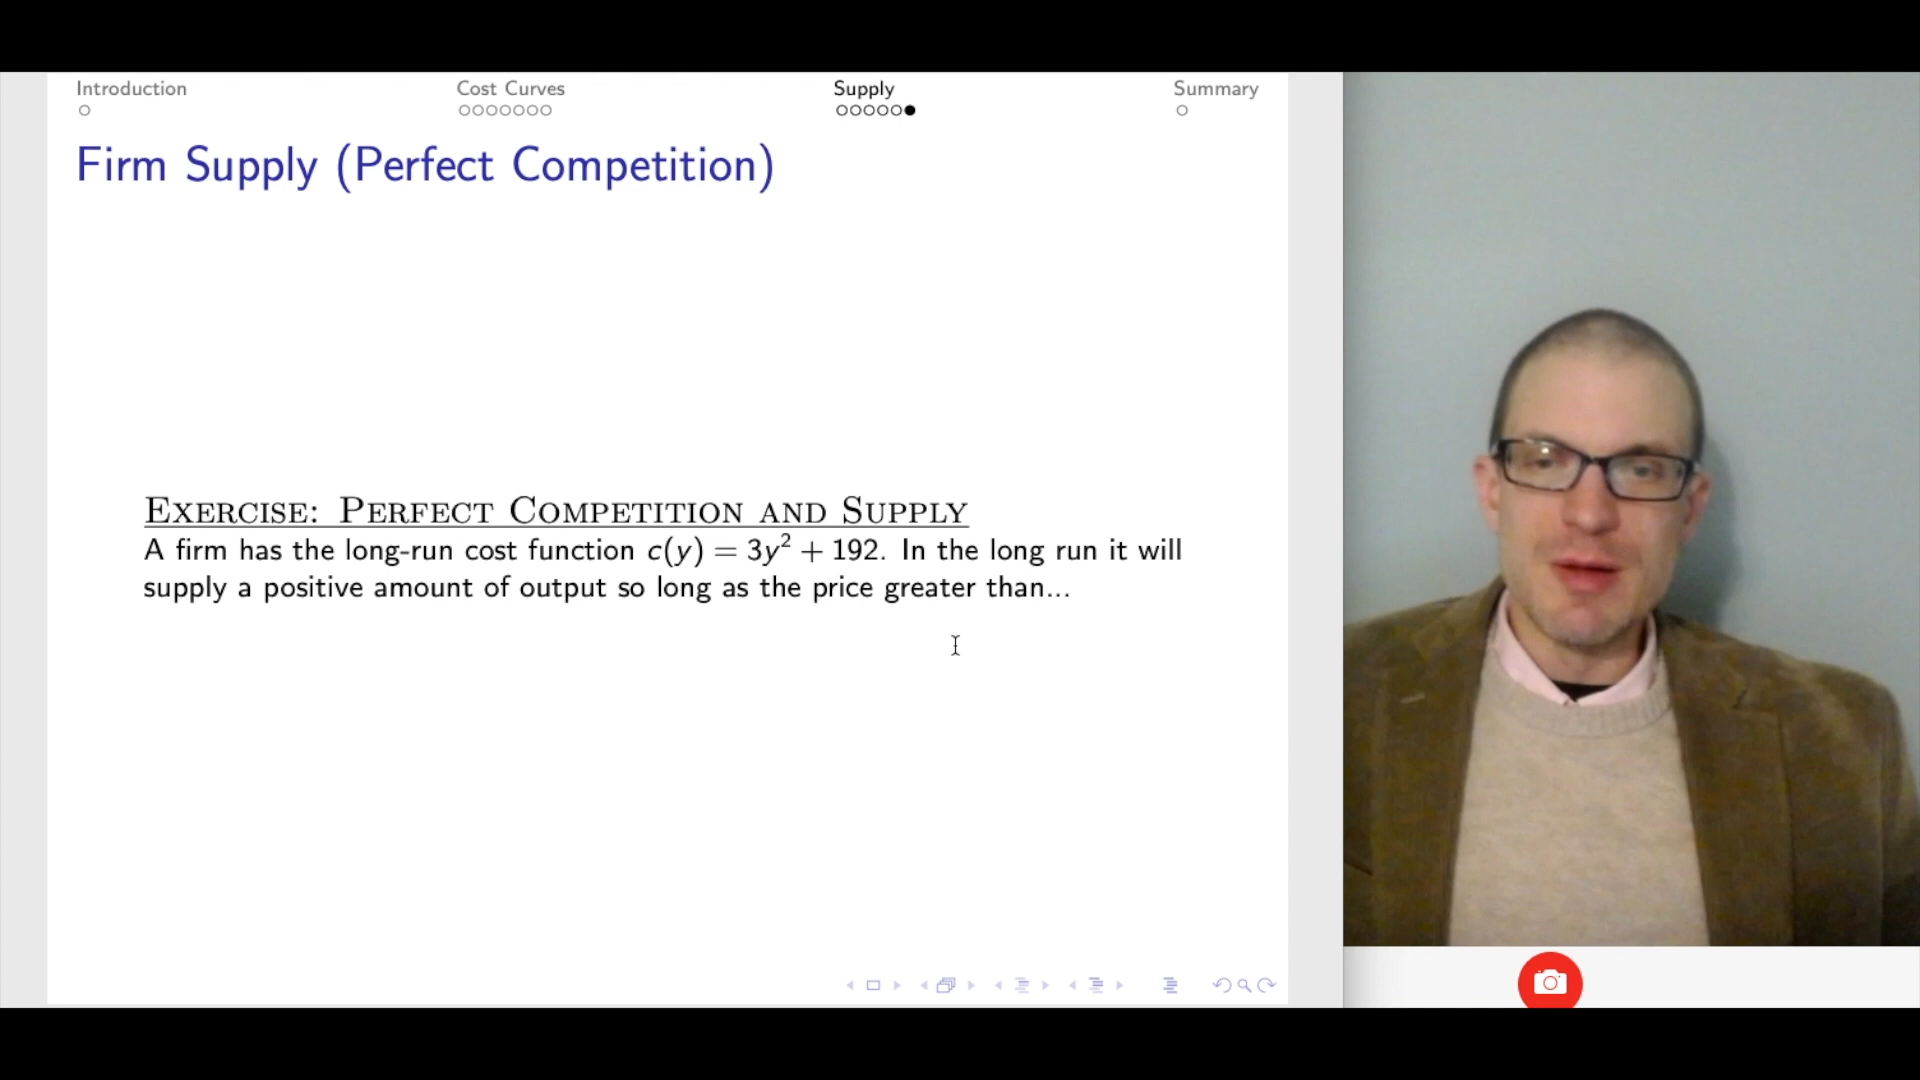 Introduction
Cost Curves
Supply
Summary
Firm Supply (Perfect Competition)
Exercise: Perfect Competition and Supply
A firm has the long-run cost function c(y) = 3y² + 192. In the long run it will
supply a positive amount of output so long as the price greater than...